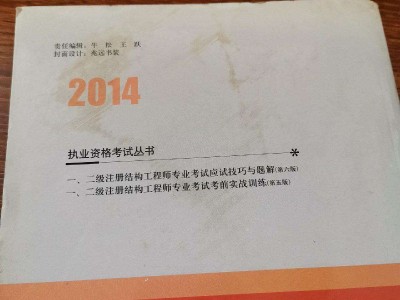 责任编辑：牛 松 王 跃
封面设计：兆远书装
2014
执业资格考试丛书
一、二级注册结构工程师专业考试应试技巧与题解(第六版)
一、二级注册结构工程师专业考试考前实战训练(第五版)